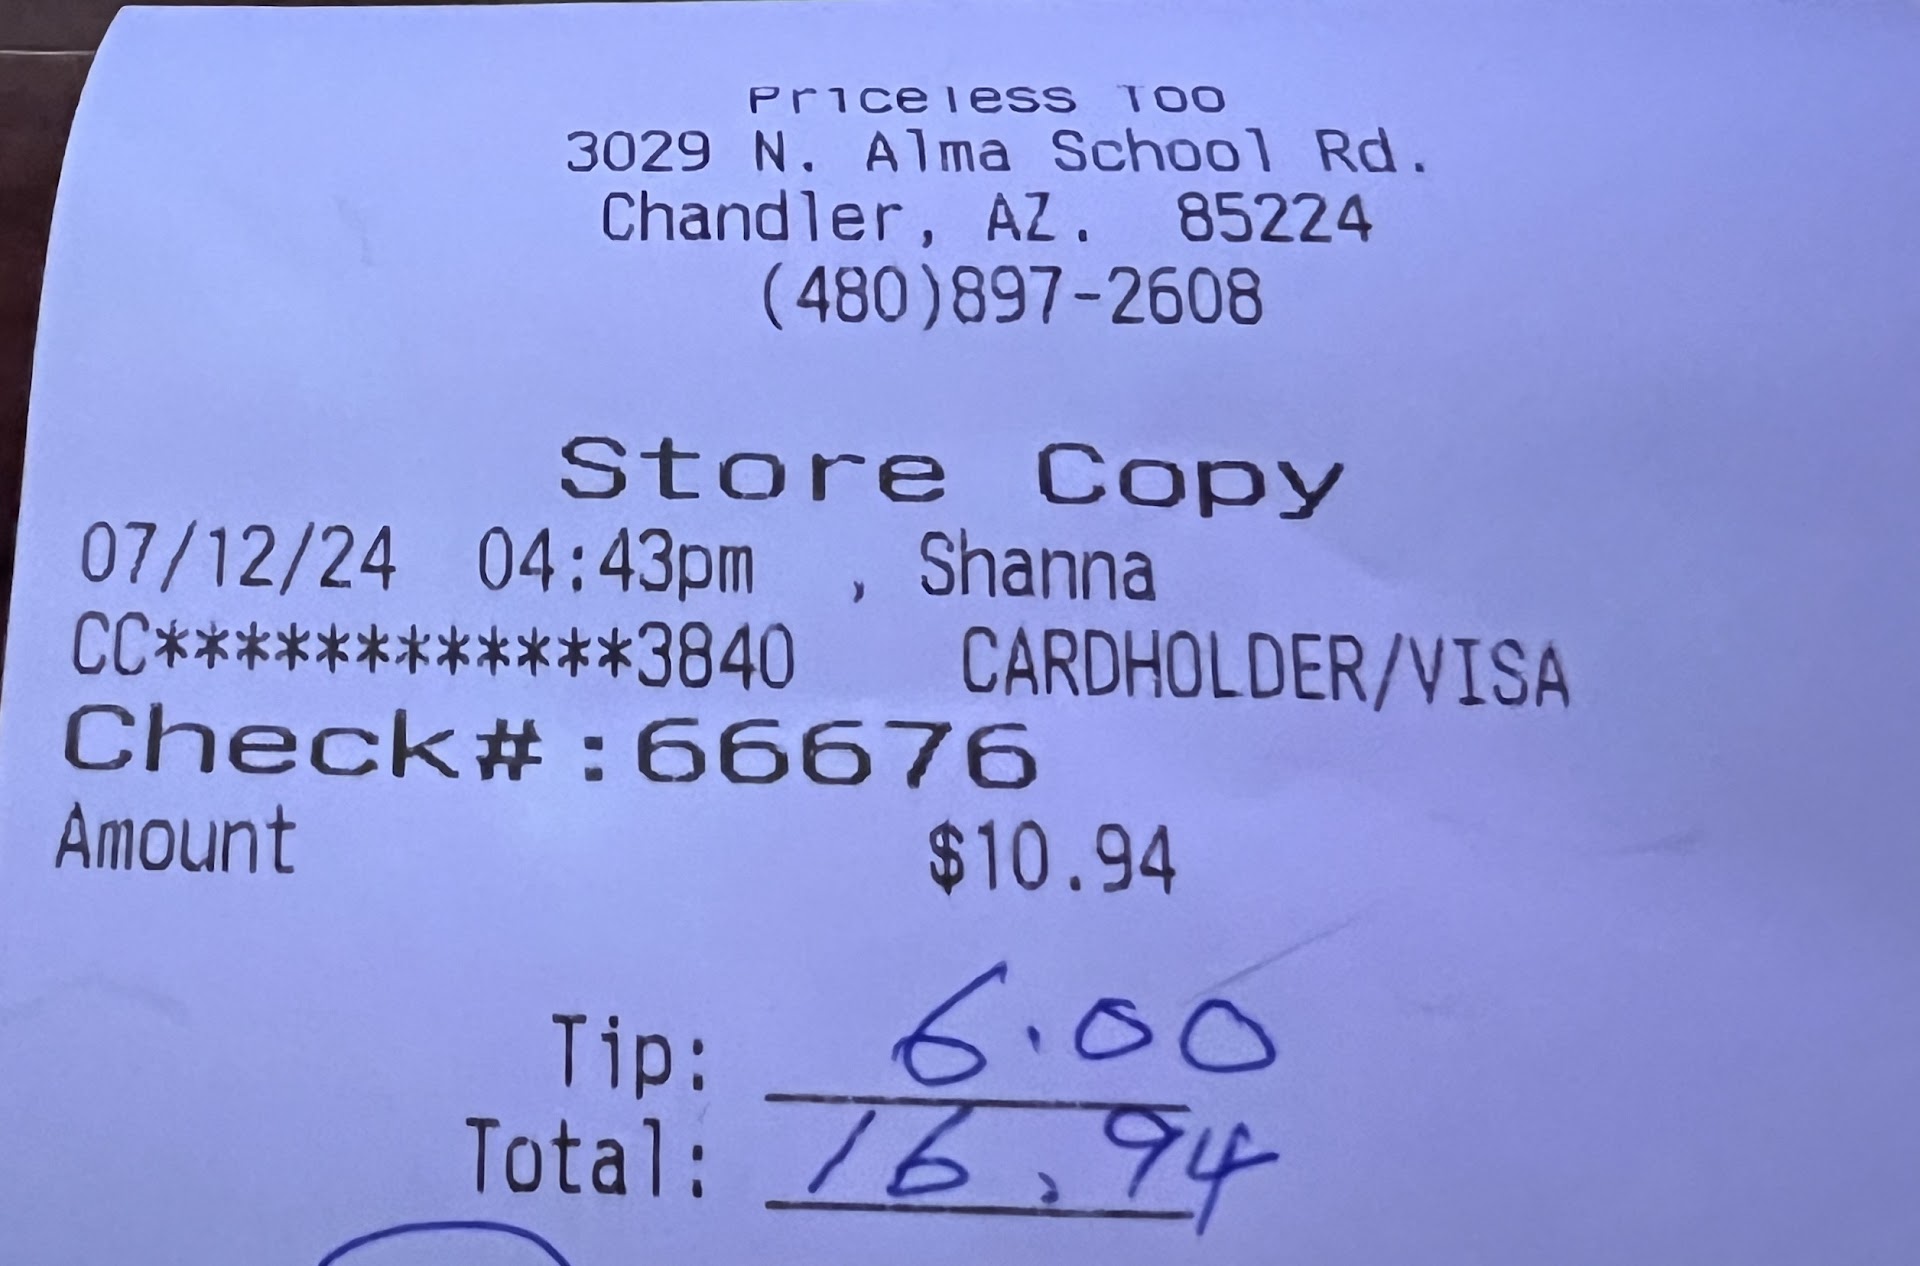 Priceless Too
3029 N. Alma School Rd.
Chandler, AZ. 85224
(480)897-2608
Store Copy
07/12/24 04:43pm , Shanna
CC************3840 CARDHOLDER/VISA
Check#:66676
Amount $10.94
Tip: 6.00
Total: 16.94